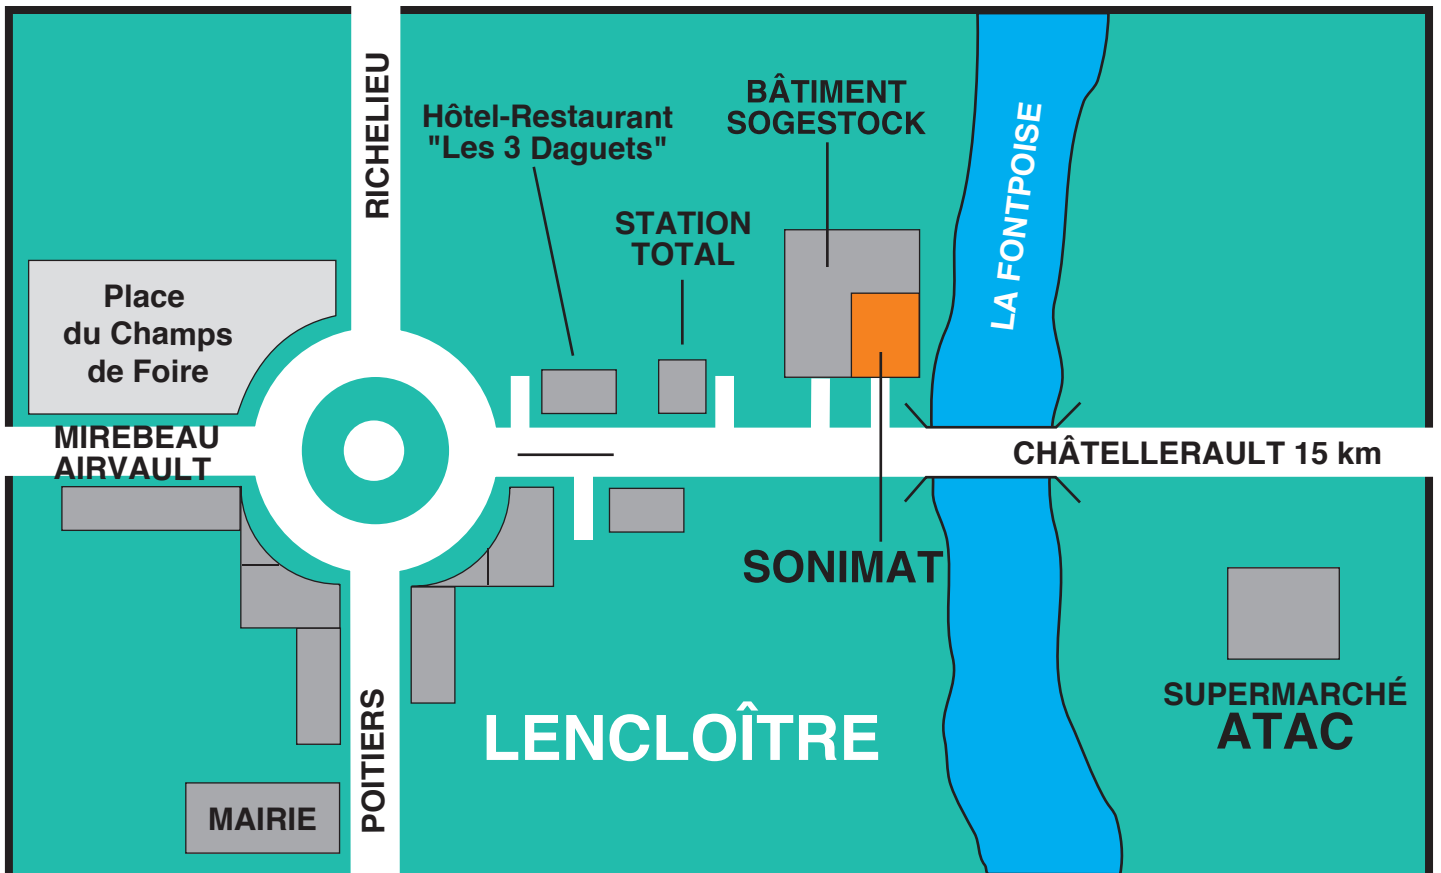 RICHELIEU
Hôtel-Restaurant
"Les 3 Daguets"
BÂTIMENT
SOGESTOCK
STATION
TOTAL
LA FONTPOISE
Place
du Champs
de Foire
MIREBEAU
AIRVAULT
CHÂTELLERAULT 15 km
SONIMAT
LENCLOÎTRE
SUPERMARCHÉ
ATAC
POITIERS
MAIRIE